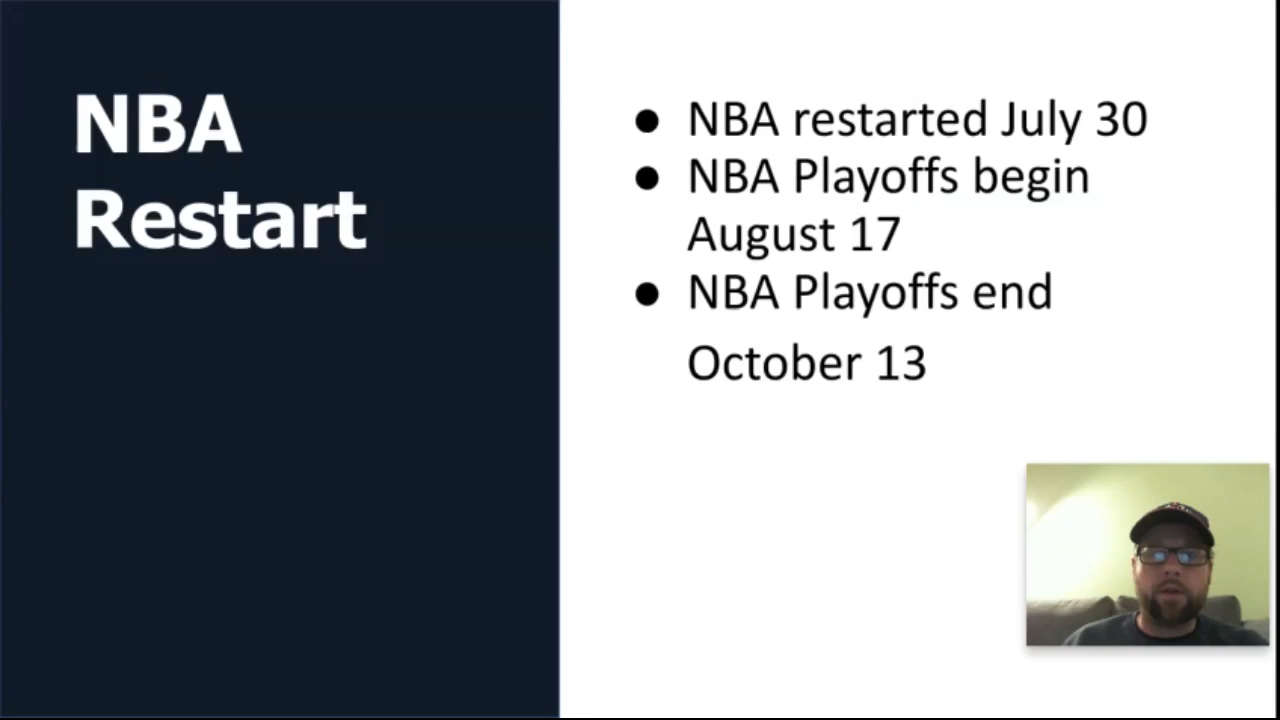 NBA
Restart
● NBA restarted July 30
● NBA Playoffs begin
August 17
● NBA Playoffs end
October 13